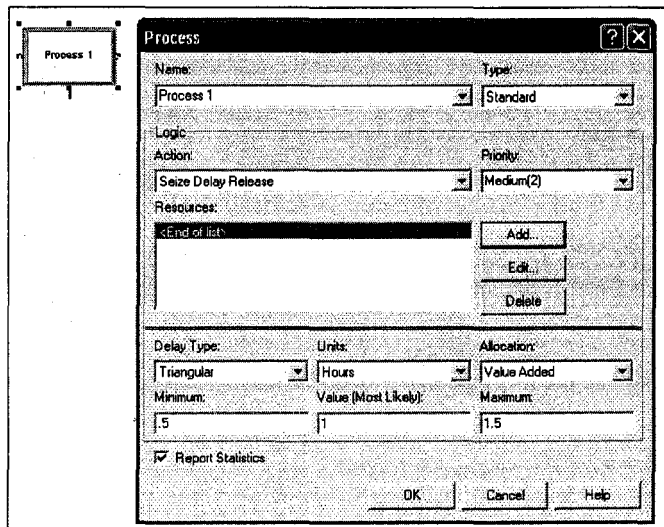 Process 1
Process
Name: Type:
Process 1 Standard
Logic
Action: Priority:
Seize Delay Release Medium(2)
Resources:
<End of list>
Add...
Edit...
Delete
Delay Type: Units: Allocation:
Triangular Hours Value Added
Minimum: Value (Most Likely): Maximum:
.5 1 1.5
Report Statistics
OK Cancel Help